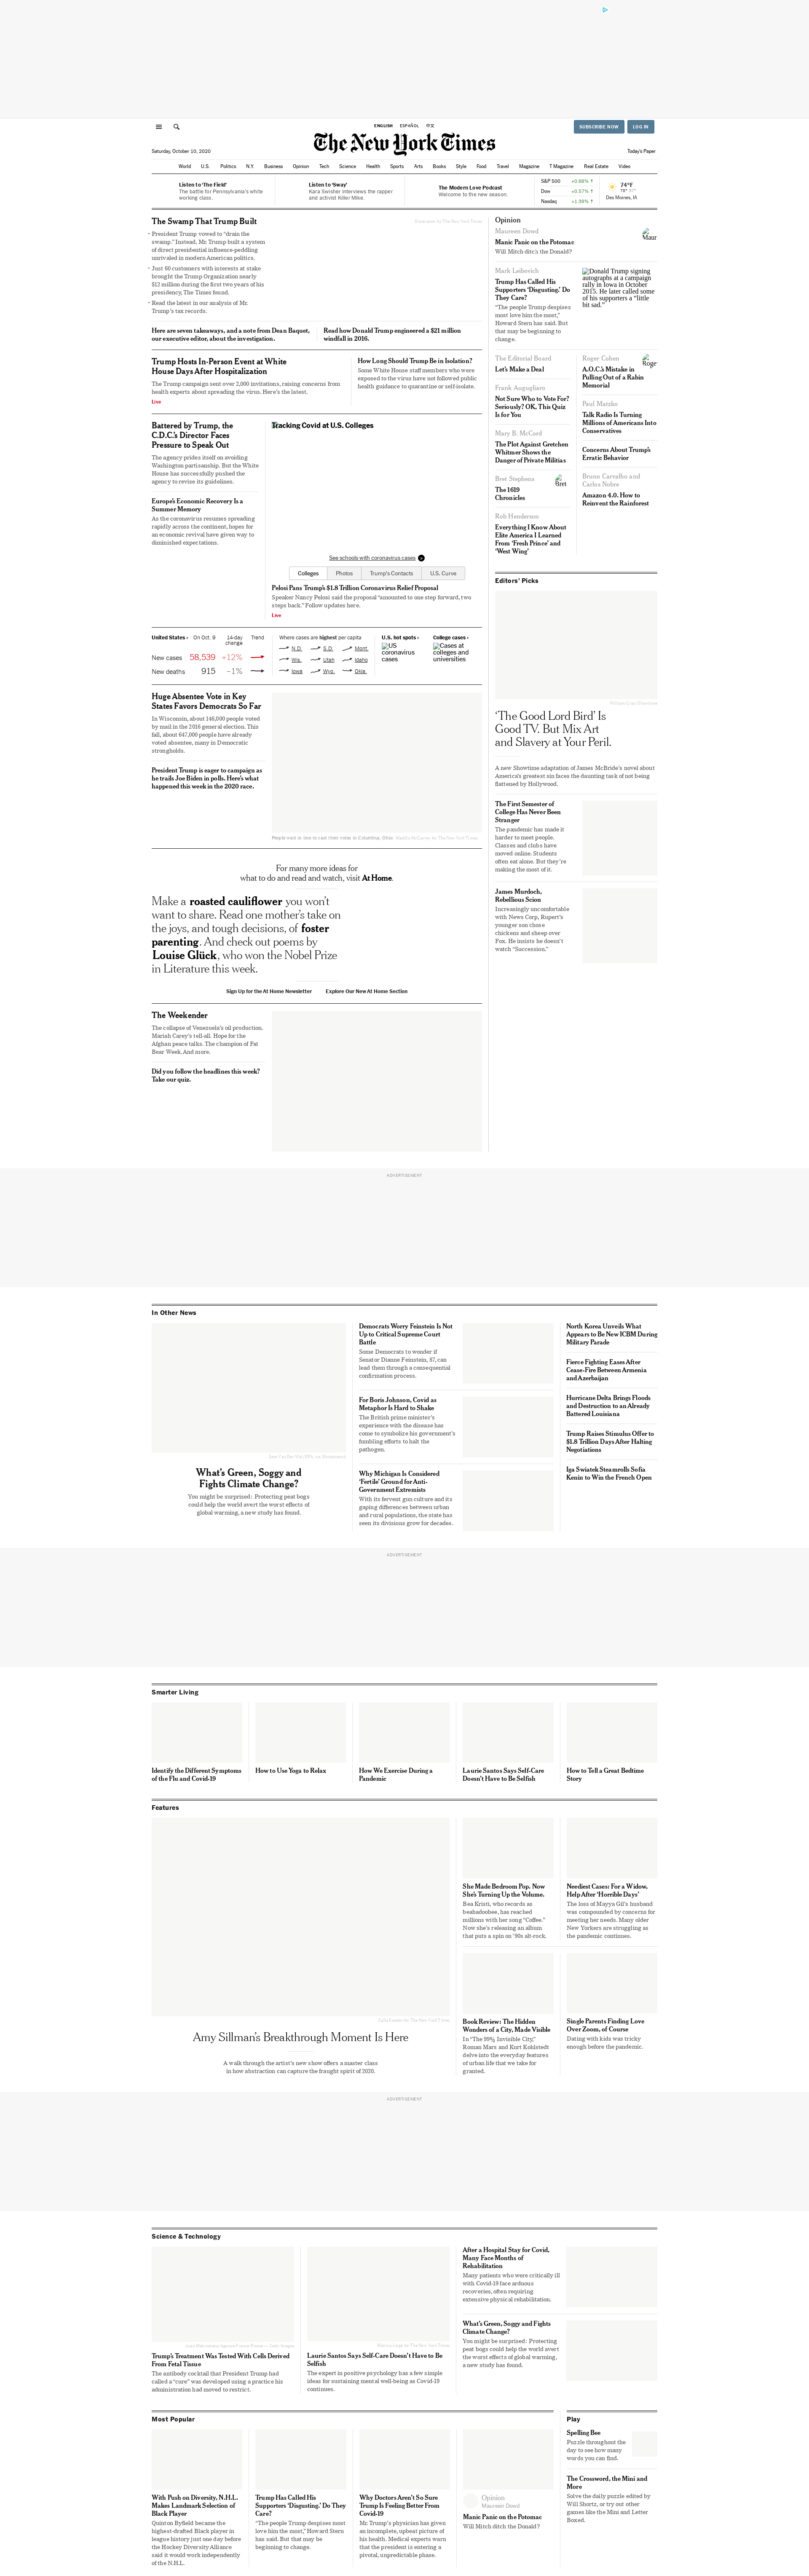 ENGLISH ESPAÑOL 中文
SUBSCRIBE NOW LOG IN
The New York Times
Saturday, October 10, 2020
Today's Paper
World U.S. Politics N.Y. Business Opinion Tech Science Health Sports Arts Books Style Food Travel Magazine T Magazine Real Estate Video
Listen to 'The Field'
The battle for Pennsylvania's white
working class.
Listen to 'Sway'
Kara Swisher interviews the rapper
and activist Killer Mike.
The Modern Love Podcast
Welcome to the new season.
S&P 500 +0.88% ↑
Dow +0.57% ↑
Nasdaq +1.39% ↑
74°F
Des Moines, IA
The Swamp That Trump Built
• President Trump vowed to "drain the
swamp." Instead, Mr. Trump built a system
of direct presidential influence-peddling
unrivaled in modern American politics.
• Just 60 customers with interests at stake
brought the Trump Organization nearly
$12 million during the first two years of his
presidency, The Times found.
• Read the latest in our analysis of Mr.
Trump's tax records.
Illustration by The New York Times
Here are seven takeaways, and a note from Dean Baquet,
our executive editor, about the investigation.
Read how Donald Trump engineered a $21 million
windfall in 2016.
Trump Hosts In-Person Event at White
House Days After Hospitalization
The Trump campaign sent over 2,000 invitations, raising concerns from
health experts about spreading the virus. Here's the latest.
Live
How Long Should Trump Be in Isolation?
Some White House staff members who were
exposed to the virus have not followed public
health guidance to quarantine or self-isolate.
Battered by Trump, the
C.D.C.'s Director Faces
Pressure to Speak Out
The agency prides itself on avoiding
Washington partisanship. But the White
House has successfully pushed the
agency to revise its guidelines.
Europe's Economic Recovery Is a
Summer Memory
As the coronavirus resumes spreading
rapidly across the continent, hopes for
an economic revival have given way to
diminished expectations.
Tracking Covid at U.S. Colleges
See schools with coronavirus cases
Colleges Photos Trump's Contacts U.S. Curve
Pelosi Pans Trump's $1.8 Trillion Coronavirus Relief Proposal
Speaker Nancy Pelosi said the proposal "amounted to one step forward, two
steps back." Follow updates here.
Live
United States › On Oct. 9 14-day
change Trend
New cases 58,539 +12%
New deaths 915 −1%
Where cases are highest per capita
N.D. S.D. Mont.
Wis. Utah Idaho
Iowa Wyo. Okla.
U.S. hot spots ›
US
coronavirus
cases
College cases ›
Cases at
colleges and
universities
Huge Absentee Vote in Key
States Favors Democrats So Far
In Wisconsin, about 146,000 people voted
by mail in the 2016 general election. This
fall, about 647,000 people have already
voted absentee, many in Democratic
strongholds.
President Trump is eager to campaign as
he trails Joe Biden in polls. Here's what
happened this week in the 2020 race.
People wait in line to cast their votes in Columbus, Ohio.
For many more ideas for
what to do and read and watch, visit At Home.
Make a roasted cauliflower you won't
want to share. Read one mother's take on
the joys, and tough decisions, of foster
parenting. And check out poems by
Louise Glück, who won the Nobel Prize
in Literature this week.
Sign Up for the At Home Newsletter Explore Our New At Home Section
The Weekender
The collapse of Venezuela's oil production.
Mariah Carey's tell-all. Hope for the
Afghan peace talks. The champion of Fat
Bear Week. And more.
Did you follow the headlines this week?
Take our quiz.
Opinion
Maureen Dowd
Manic Panic on the Potomac
Will Mitch ditch the Donald?
Maur
Mark Leibovich
Trump Has Called His
Supporters 'Disgusting.' Do
They Care?
"The people Trump despises
most love him the most,"
Howard Stern has said. But
that may be beginning to
change.
Donald Trump signing
autographs at a campaign
rally in Iowa in October
2015. He later called some
of his supporters a "little
bit sad."
The Editorial Board
Let's Make a Deal
Frank Augugliaro
Not Sure Who to Vote For?
Seriously? OK, This Quiz
Is for You
Mary B. McCord
The Plot Against Gretchen
Whitmer Shows the
Danger of Private Militias
Bret Stephens
The 1619
Chronicles
Bret
Rob Henderson
Everything I Know About
Elite America I Learned
From 'Fresh Prince' and
'West Wing'
Roger Cohen
A.O.C.'s Mistake in
Pulling Out of a Rabin
Memorial
Roge
Paul Matzko
Talk Radio Is Turning
Millions of Americans Into
Conservatives
Concerns About Trump's
Erratic Behavior
Bruno Carvalho and
Carlos Nobre
Amazon 4.0. How to
Reinvent the Rainforest
Editors' Picks
William Gray/Showtime
'The Good Lord Bird' Is
Good TV. But Mix Art
and Slavery at Your Peril.
A new Showtime adaptation of James McBride's novel about
America's greatest sin faces the daunting task of not being
flattened by Hollywood.
The First Semester of
College Has Never Been
Stranger
The pandemic has made it
harder to meet people.
Classes and clubs have
moved online. Students
often eat alone. But they're
making the most of it.
James Murdoch,
Rebellious Scion
Increasingly uncomfortable
with News Corp, Rupert's
younger son chose
chickens and sheep over
Fox. He insists he doesn't
watch "Succession."
ADVERTISEMENT
In Other News
What's Green, Soggy and
Fights Climate Change?
You might be surprised: Protecting peat bogs
could help the world avert the worst effects of
global warming, a new study has found.
Democrats Worry Feinstein Is Not
Up to Critical Supreme Court
Battle
Some Democrats to wonder if
Senator Dianne Feinstein, 87, can
lead them through a consequential
confirmation process.
For Boris Johnson, Covid as
Metaphor Is Hard to Shake
The British prime minister's
experience with the disease has
come to symbolize his government's
fumbling efforts to halt the
pathogen.
Why Michigan Is Considered
'Fertile' Ground for Anti-
Government Extremists
With its fervent gun culture and its
gaping differences between urban
and rural populations, the state has
seen its divisions grow for decades.
North Korea Unveils What
Appears to Be New ICBM During
Military Parade
Fierce Fighting Eases After
Cease-Fire Between Armenia
and Azerbaijan
Hurricane Delta Brings Floods
and Destruction to an Already
Battered Louisiana
Trump Raises Stimulus Offer to
$1.8 Trillion Days After Halting
Negotiations
Iga Swiatek Steamrolls Sofia
Kenin to Win the French Open
ADVERTISEMENT
Smarter Living
Identify the Different Symptoms
of the Flu and Covid-19
How to Use Yoga to Relax
How We Exercise During a
Pandemic
Laurie Santos Says Self-Care
Doesn't Have to Be Selfish
How to Tell a Great Bedtime
Story
Features
Amy Sillman's Breakthrough Moment Is Here
A walk through the artist's new show offers a master class
in how abstraction can capture the fraught spirit of 2020.
She Made Bedroom Pop. Now
She's Turning Up the Volume.
Bea Kristi, who records as
beabadoobee, has reached
millions with her song "Coffee."
Now she's releasing an album
that puts a spin on '90s alt-rock.
Neediest Cases: For a Widow,
Help After 'Horrible Days'
The loss of Mayya Gil's husband
was compounded by concerns for
meeting her needs. Many older
New Yorkers are struggling as
the pandemic continues.
Book Review: The Hidden
Wonders of a City, Made Visible
In "The 99% Invisible City,"
Roman Mars and Kurt Kohlstedt
delve into the everyday features
of urban life that we take for
granted.
Single Parents Finding Love
Over Zoom, of Course
Dating with kids was tricky
enough before the pandemic.
ADVERTISEMENT
Science & Technology
Trump's Treatment Was Tested With Cells Derived
From Fetal Tissue
The antibody cocktail that President Trump had
called a "cure" was developed using a practice his
administration had moved to restrict.
Laurie Santos Says Self-Care Doesn't Have to Be
Selfish
The expert in positive psychology has a few simple
ideas for sustaining mental well-being as Covid-19
continues.
After a Hospital Stay for Covid,
Many Face Months of
Rehabilitation
Many patients who were critically ill
with Covid-19 face arduous
recoveries, often requiring
extensive physical rehabilitation.
What's Green, Soggy and Fights
Climate Change?
You might be surprised: Protecting
peat bogs could help the world avert
the worst effects of global warming,
a new study has found.
Most Popular
With Push on Diversity, N.H.L.
Makes Landmark Selection of
Black Player
Quinton Byfield became the
highest-drafted Black player in
league history just one day before
the Hockey Diversity Alliance
said it would work independently
of the N.H.L.
Trump Has Called His
Supporters 'Disgusting.' Do They
Care?
"The people Trump despises most
love him the most," Howard Stern
has said. But that may be
beginning to change.
Why Doctors Aren't So Sure
Trump Is Feeling Better From
Covid-19
Mr. Trump's physician has given
an incomplete, upbeat picture of
his health. Medical experts warn
that the president is entering a
pivotal, unpredictable phase.
Opinion
Maureen Dowd
Manic Panic on the Potomac
Will Mitch ditch the Donald?
Play
Spelling Bee
Puzzle throughout the
day to see how many
words you can find.
The Crossword, the Mini and
More
Solve the daily puzzle edited by
Will Shortz, or try out other
games like the Mini and Letter
Boxed.